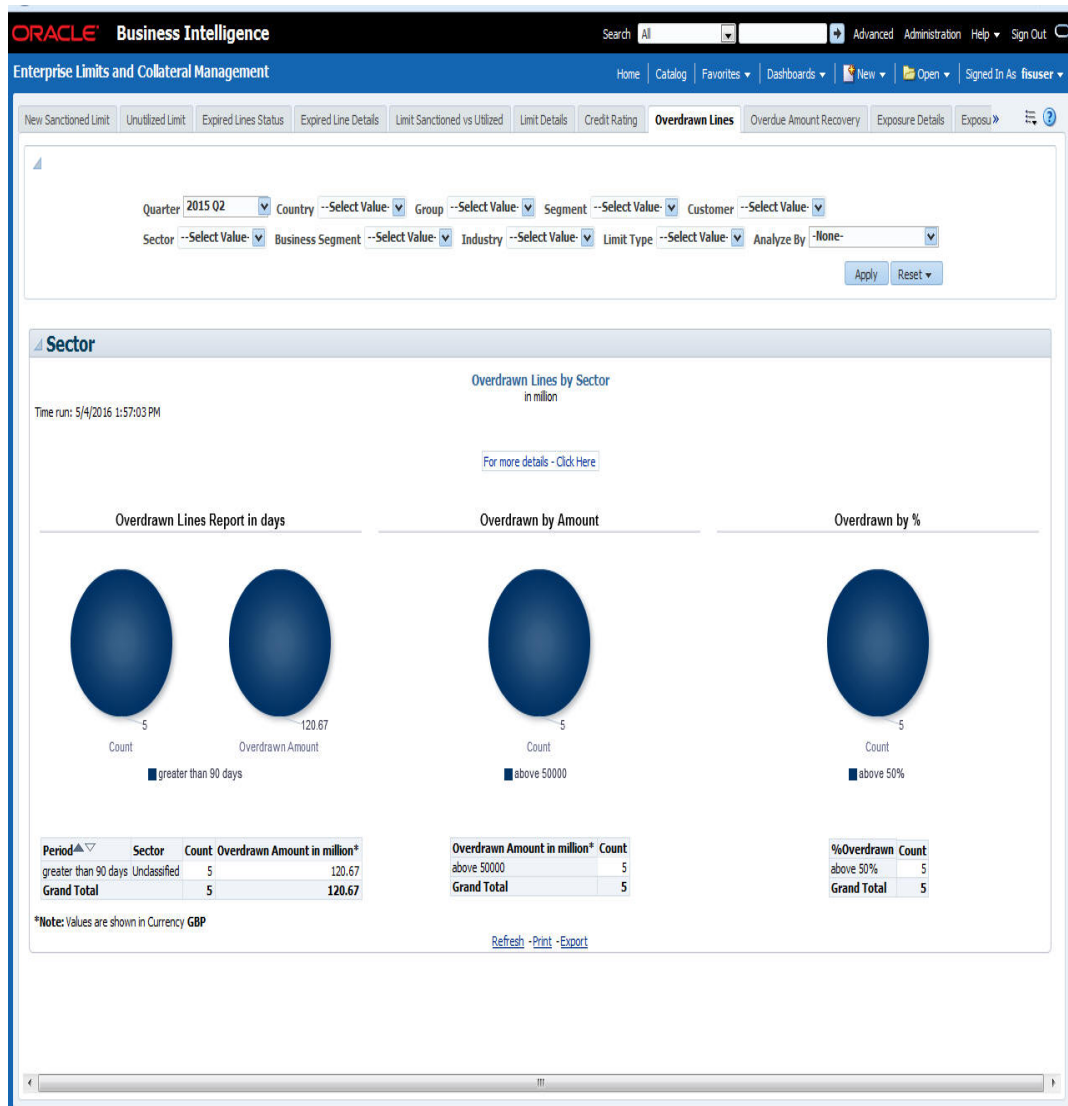 ORACLE Business Intelligence
Search All Advanced Administration Help Sign Out
Enterprise Limits and Collateral Management
Home Catalog Favorites Dashboards New Open Signed In As fisuser
New Sanctioned Limit Unutilized Limit Expired Lines Status Expired Line Details Limit Sanctioned vs Utilized Limit Details Credit Rating Overdrawn Lines Overdue Amount Recovery Exposure Details Exposu»
Quarter 2015 Q2 Country --Select Value- Group --Select Value- Segment --Select Value- Customer --Select Value-
Sector --Select Value- Business Segment --Select Value- Industry --Select Value- Limit Type --Select Value- Analyze By -None-
Apply Reset
Sector
Overdrawn Lines by Sector
in million
Time run: 5/4/2016 1:57:03 PM
For more details - Click Here
Overdrawn Lines Report in days
5
Count
120.67
Overdrawn Amount
greater than 90 days
Overdrawn by Amount
5
Count
above 50000
Overdrawn by %
5
Count
above 50%
Period Sector Count Overdrawn Amount in million*
greater than 90 days Unclassified 5 120.67
Grand Total 5 120.67
Overdrawn Amount in million* Count
above 50000 5
Grand Total 5
%Overdrawn Count
above 50% 5
Grand Total 5
*Note: Values are shown in Currency GBP
Refresh - Print - Export